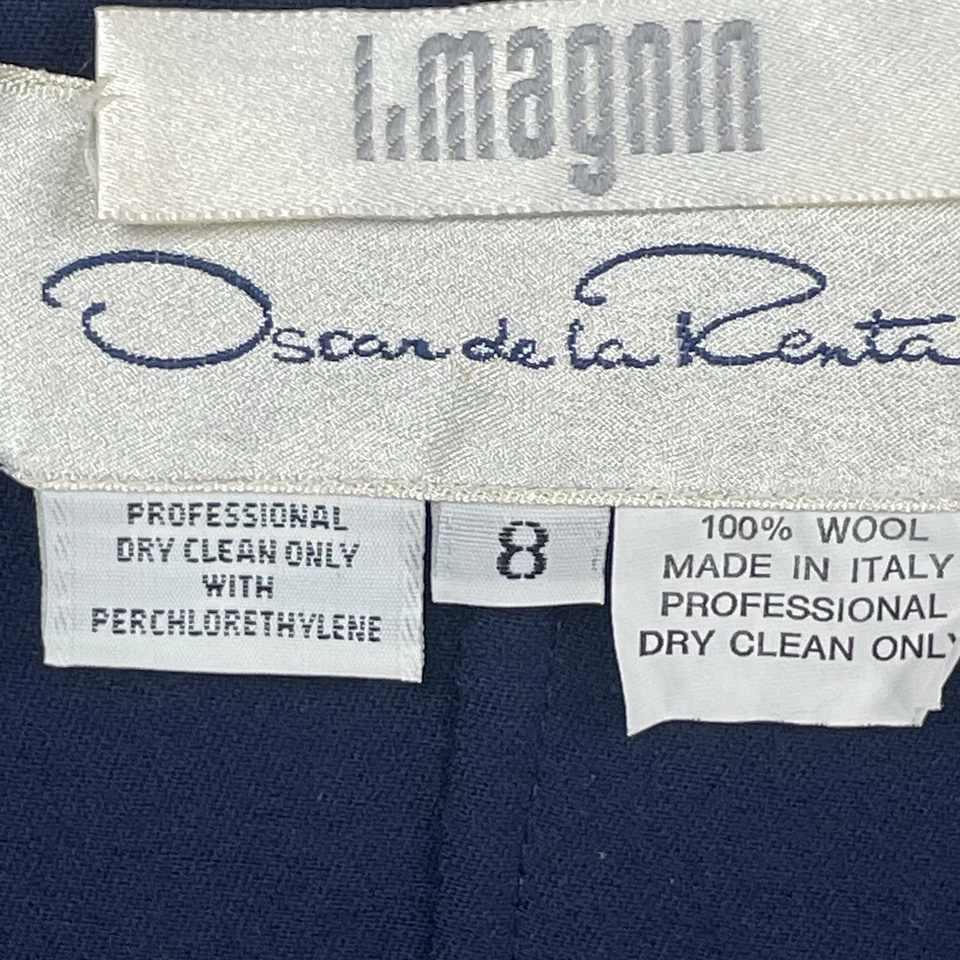 I. magnin
Oscar de la Renta
PROFESSIONAL
DRY CLEAN ONLY
WITH
PERCHLORETHYLENE
8
100% WOOL
MADE IN ITALY
PROFESSIONAL
DRY CLEAN ONLY